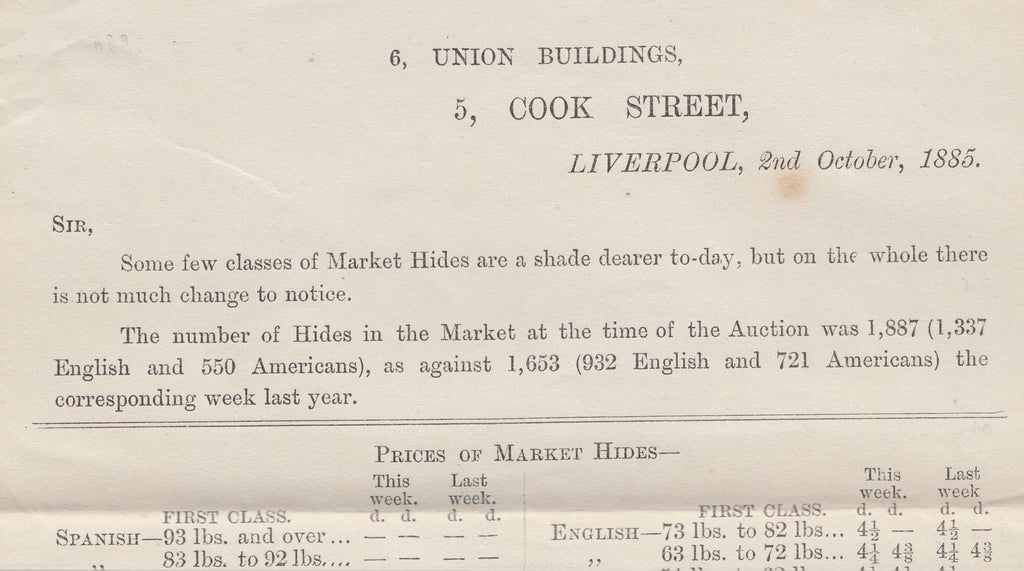 6, UNION BUILDINGS,
5, COOK STREET,
LIVERPOOL, 2nd October, 1885.
SIR,
Some few classes of Market Hides are a shade dearer to-day, but on the whole there
is not much change to notice.
The number of Hides in the Market at the time of the Auction was 1,887 (1,337
English and 550 Americans), as against 1,653 (932 English and 721 Americans) the
corresponding week last year.
PRICES OF MARKET HIDES—
This week. Last week.
FIRST CLASS. d. d. d. d.
SPANISH—93 lbs. and over... — — — —
,, 83 lbs. to 92 lbs.... — — — —
This week. Last week
FIRST CLASS. d. d. d. d.
ENGLISH—73 lbs. to 82 lbs... 4½ — 4½ —
,, 63 lbs. to 72 lbs... 4¼ 4⅜ 4¼ 4⅜